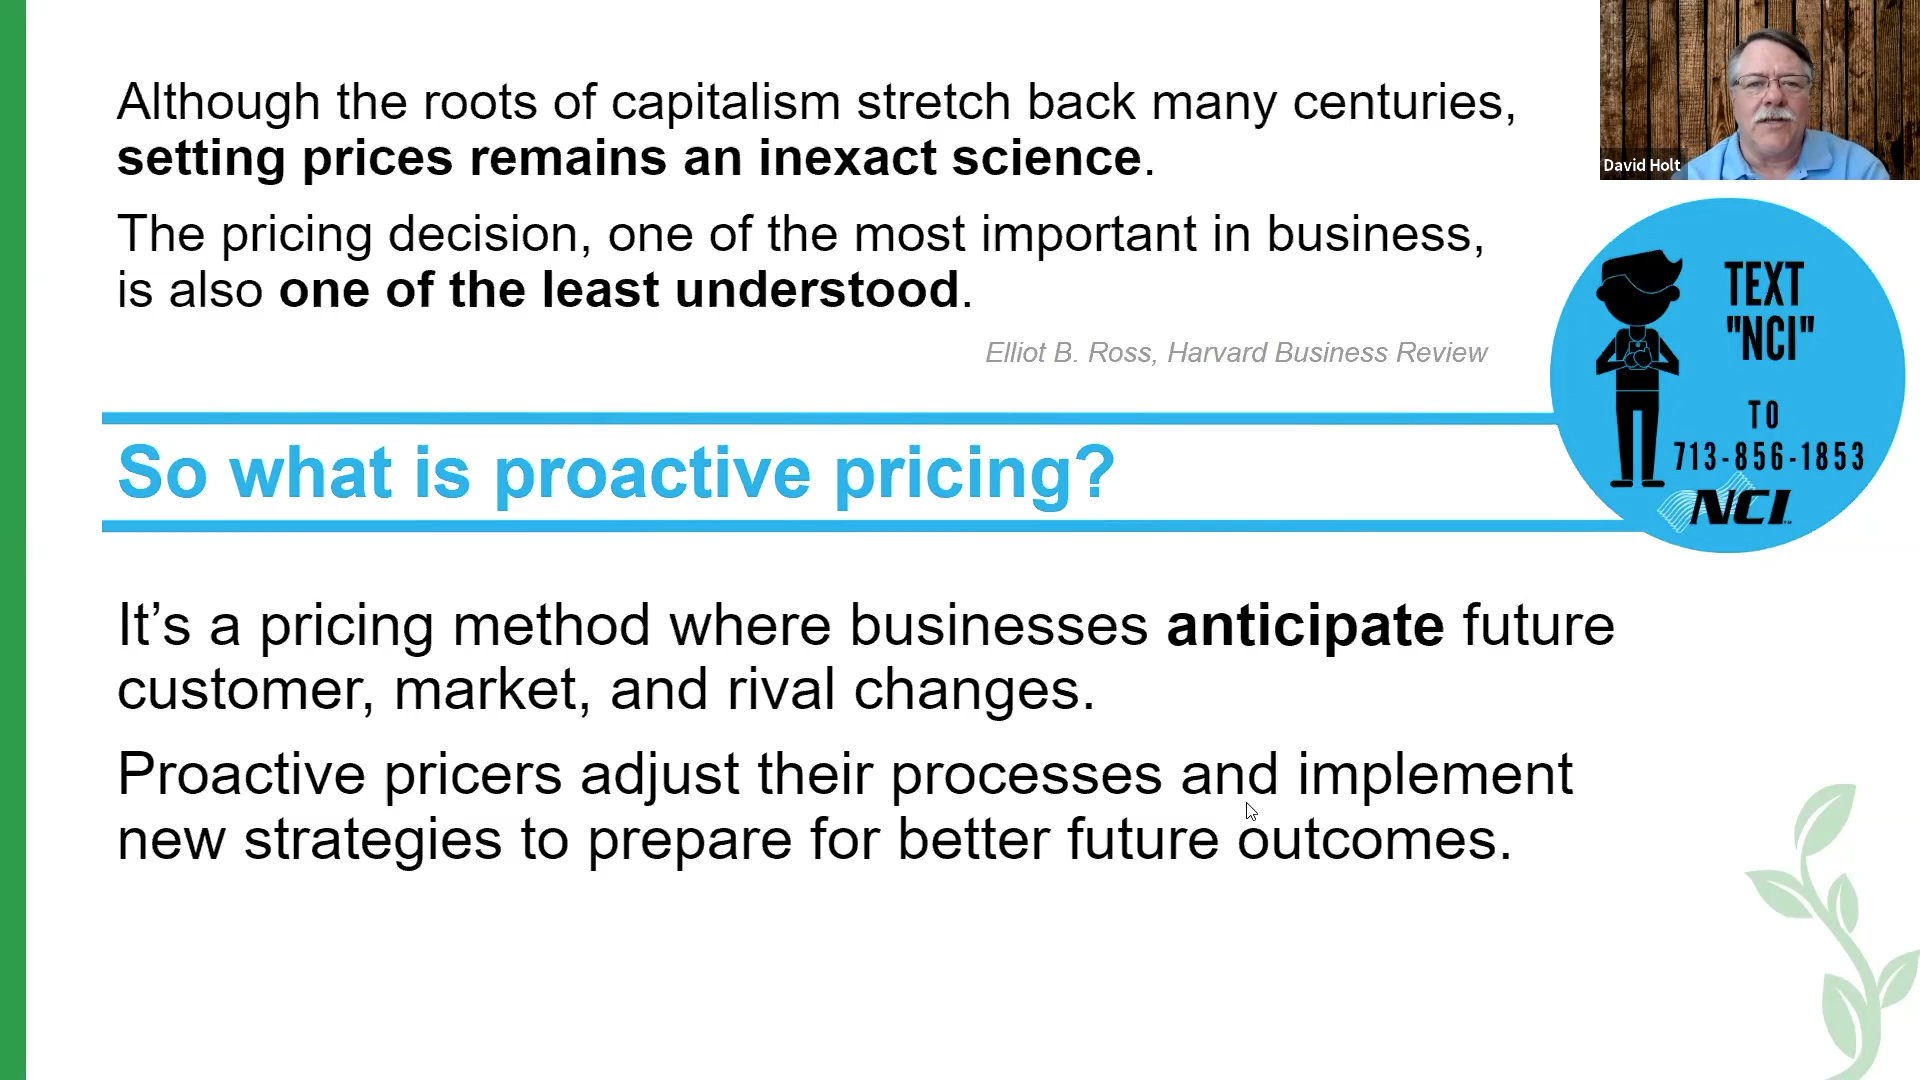 Although the roots of capitalism stretch back many centuries,
setting prices remains an inexact science.
The pricing decision, one of the most important in business,
is also one of the least understood.
Elliot B. Ross, Harvard Business Review
So what is proactive pricing?
It’s a pricing method where businesses anticipate future
customer, market, and rival changes.
Proactive pricers adjust their processes and implement
new strategies to prepare for better future outcomes.
David Holt
TEXT
"NCI"
TO
713-856-1853
NCI